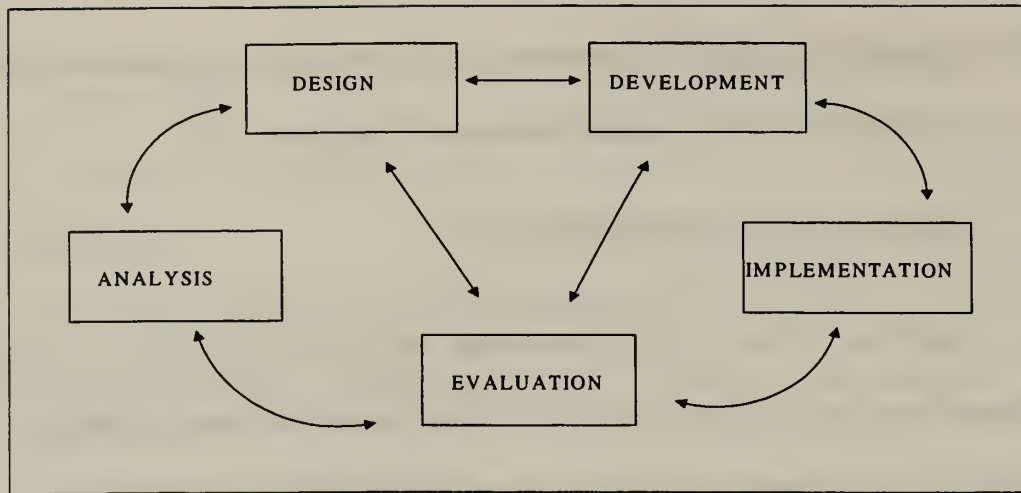 DESIGN
DEVELOPMENT
ANALYSIS
IMPLEMENTATION
EVALUATION